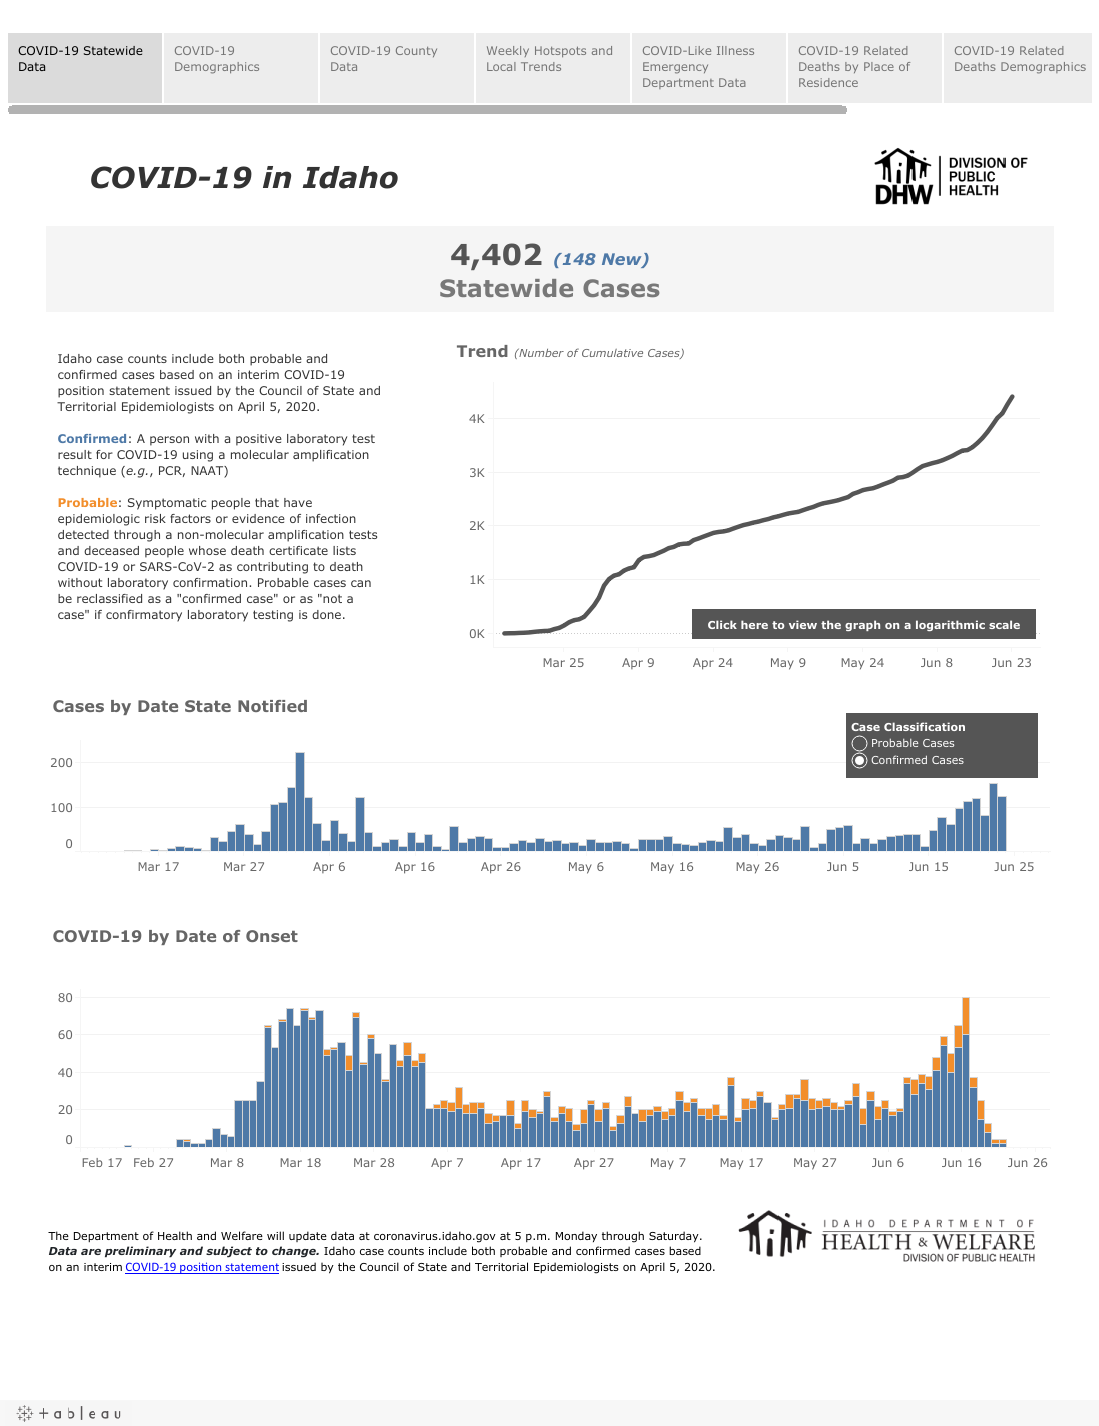 COVID-19 Statewide
Data
COVID-19
Demographics
COVID-19 County
Data
Weekly Hotspots and
Local Trends
COVID-Like Illness
Emergency
Department Data
COVID-19 Related
Deaths by Place of
Residence
COVID-19 Related
Deaths Demographics
COVID-19 in Idaho
DHW
DIVISION OF
PUBLIC
HEALTH
4,402 (148 New)
Statewide Cases
Idaho case counts include both probable and
confirmed cases based on an interim COVID-19
position statement issued by the Council of State and
Territorial Epidemiologists on April 5, 2020.
Confirmed: A person with a positive laboratory test
result for COVID-19 using a molecular amplification
technique (e.g., PCR, NAAT)
Probable: Symptomatic people that have
epidemiologic risk factors or evidence of infection
detected through a non-molecular amplification tests
and deceased people whose death certificate lists
COVID-19 or SARS-CoV-2 as contributing to death
without laboratory confirmation. Probable cases can
be reclassified as a "confirmed case" or as "not a
case" if confirmatory laboratory testing is done.
Trend (Number of Cumulative Cases)
4K
3K
2K
1K
0K
Click here to view the graph on a logarithmic scale
Mar 25 Apr 9 Apr 24 May 9 May 24 Jun 8 Jun 23
Cases by Date State Notified
Case Classification
Probable Cases
Confirmed Cases
200
100
0
Mar 17 Mar 27 Apr 6 Apr 16 Apr 26 May 6 May 16 May 26 Jun 5 Jun 15 Jun 25
COVID-19 by Date of Onset
80
60
40
20
0
Feb 17 Feb 27 Mar 8 Mar 18 Mar 28 Apr 7 Apr 17 Apr 27 May 7 May 17 May 27 Jun 6 Jun 16 Jun 26
The Department of Health and Welfare will update data at coronavirus.idaho.gov at 5 p.m. Monday through Saturday.
Data are preliminary and subject to change. Idaho case counts include both probable and confirmed cases based
on an interim COVID-19 position statement issued by the Council of State and Territorial Epidemiologists on April 5, 2020.
IDAHO DEPARTMENT OF
HEALTH & WELFARE
DIVISION OF PUBLIC HEALTH
+ a b l e a u